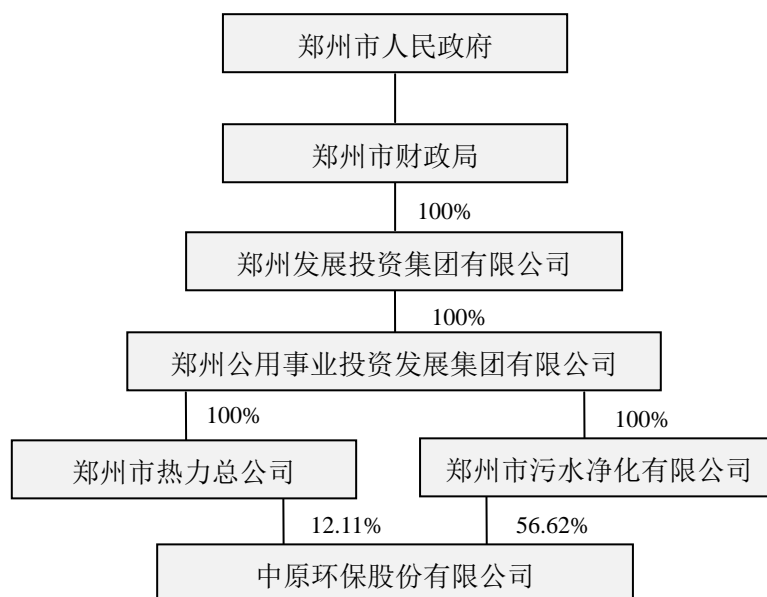 郑州市人民政府
郑州市财政局
100%
郑州发展投资集团有限公司
100%
郑州公用事业投资发展集团有限公司
100%
100%
郑州市热力总公司
郑州市污水净化有限公司
12.11%
56.62%
中原环保股份有限公司